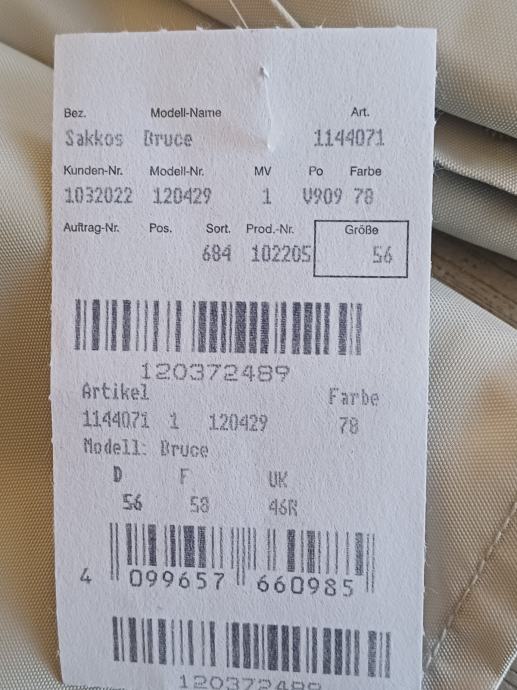 Bez. Modell-Name Art.
Sakkos Bruce 1144071
Kunden-Nr. Modell-Nr. MV Po Farbe
1032022 120429 1 V909 78
Auftrag-Nr. Pos. Sort. Prod.-Nr. Größe
684 102205 56
120372489
Artikel Farbe
1144071 1 120429 78
Modell: Bruce
D F UK
56 58 46R
4 099657 660985
120372489